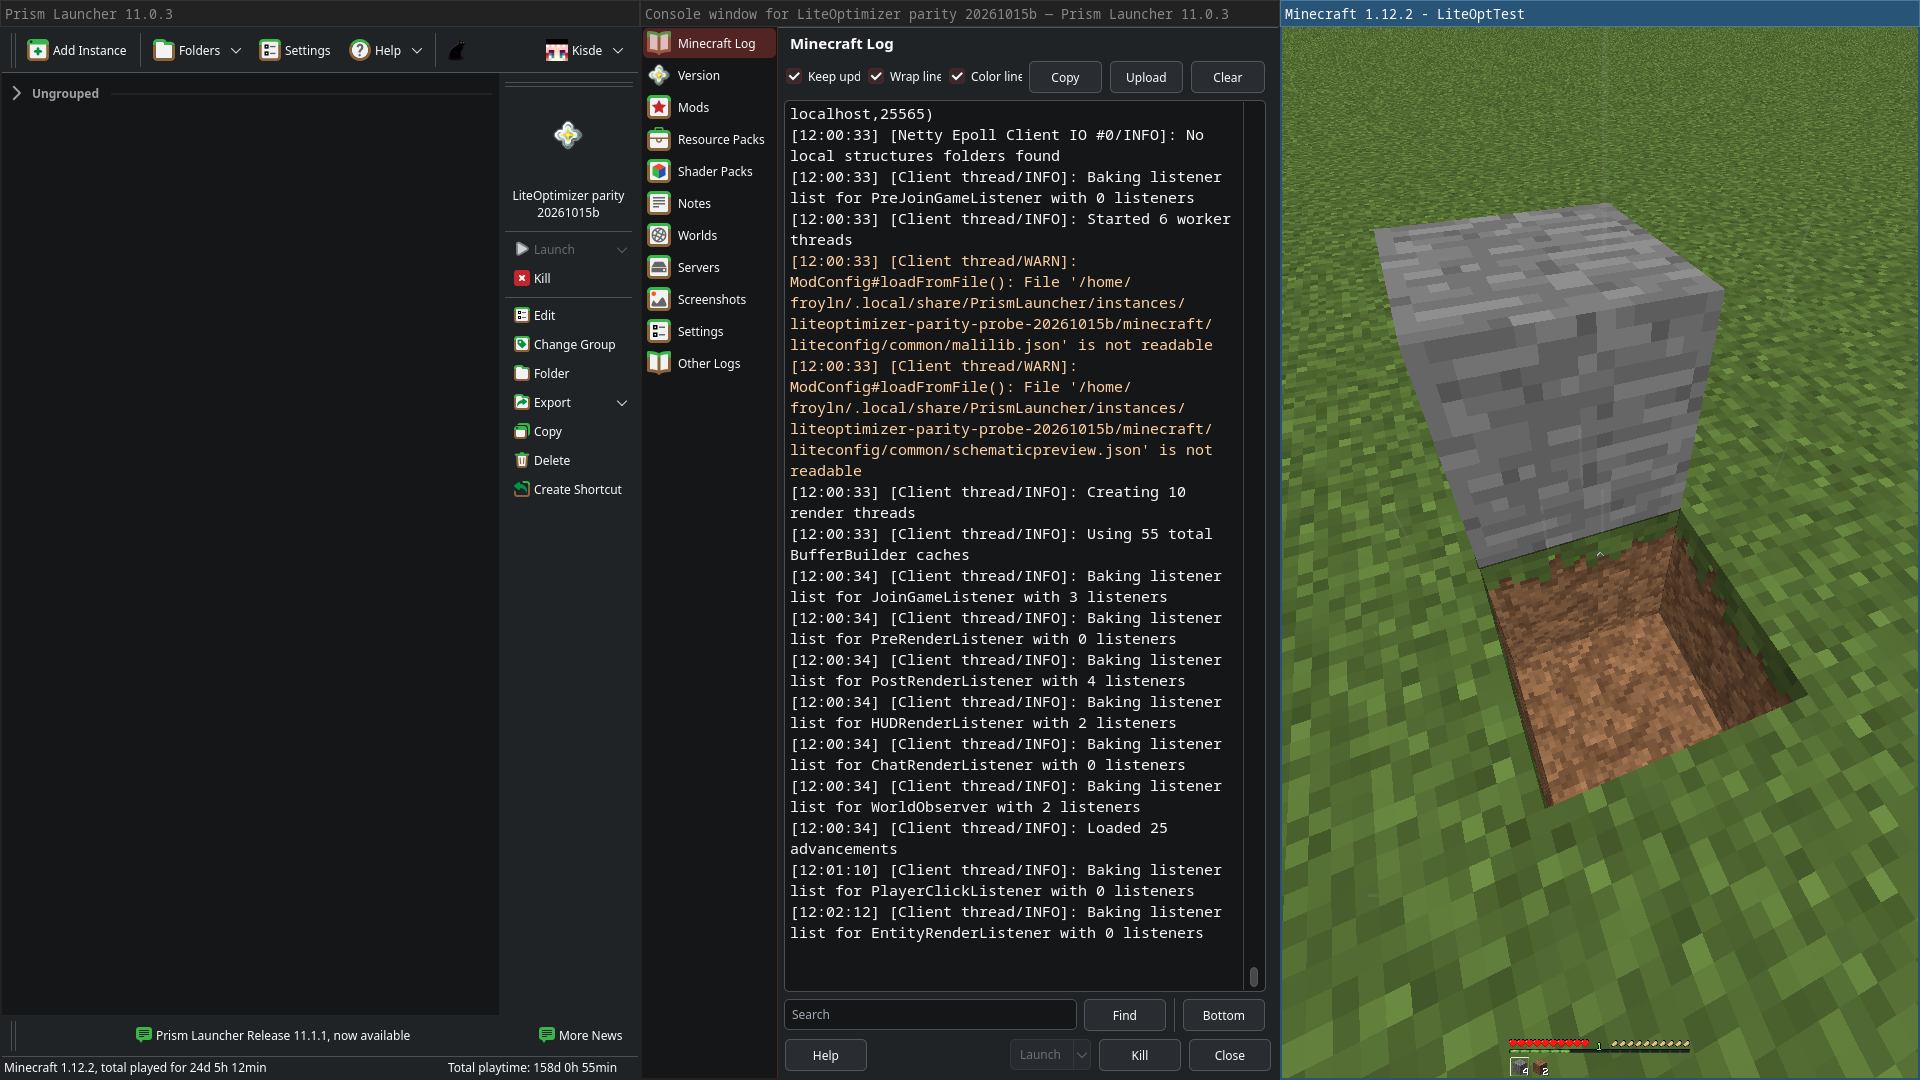 Prism Launcher 11.0.3
Add Instance
Folders
Settings
Help
Kisde
Ungrouped
LiteOptimizer parity
20261015b
Launch
Kill
Edit
Change Group
Folder
Export
Copy
Delete
Create Shortcut
Prism Launcher Release 11.1.1, now available
More News
Minecraft 1.12.2, total played for 24d 5h 12min
Total playtime: 158d 0h 55min
Console window for LiteOptimizer parity 20261015b — Prism Launcher 11.0.3
Minecraft Log
Version
Mods
Resource Packs
Shader Packs
Notes
Worlds
Servers
Screenshots
Settings
Other Logs
Minecraft Log
Keep upd
Wrap line
Color line
Copy
Upload
Clear
localhost,25565)
[12:00:33] [Netty Epoll Client IO #0/INFO]: No
local structures folders found
[12:00:33] [Client thread/INFO]: Baking listener
list for PreJoinGameListener with 0 listeners
[12:00:33] [Client thread/INFO]: Started 6 worker
threads
[12:00:33] [Client thread/WARN]:
ModConfig#loadFromFile(): File '/home/
froyln/.local/share/PrismLauncher/instances/
liteoptimizer-parity-probe-20261015b/minecraft/
liteconfig/common/malilib.json' is not readable
[12:00:33] [Client thread/WARN]:
ModConfig#loadFromFile(): File '/home/
froyln/.local/share/PrismLauncher/instances/
liteoptimizer-parity-probe-20261015b/minecraft/
liteconfig/common/schematicpreview.json' is not
readable
[12:00:33] [Client thread/INFO]: Creating 10
render threads
[12:00:33] [Client thread/INFO]: Using 55 total
BufferBuilder caches
[12:00:34] [Client thread/INFO]: Baking listener
list for JoinGameListener with 3 listeners
[12:00:34] [Client thread/INFO]: Baking listener
list for PreRenderListener with 0 listeners
[12:00:34] [Client thread/INFO]: Baking listener
list for PostRenderListener with 4 listeners
[12:00:34] [Client thread/INFO]: Baking listener
list for HUDRenderListener with 2 listeners
[12:00:34] [Client thread/INFO]: Baking listener
list for ChatRenderListener with 0 listeners
[12:00:34] [Client thread/INFO]: Baking listener
list for WorldObserver with 2 listeners
[12:00:34] [Client thread/INFO]: Loaded 25
advancements
[12:01:10] [Client thread/INFO]: Baking listener
list for PlayerClickListener with 0 listeners
[12:02:12] [Client thread/INFO]: Baking listener
list for EntityRenderListener with 0 listeners
Search
Find
Bottom
Help
Launch
Kill
Close
Minecraft 1.12.2 - LiteOptTest
1
4
2